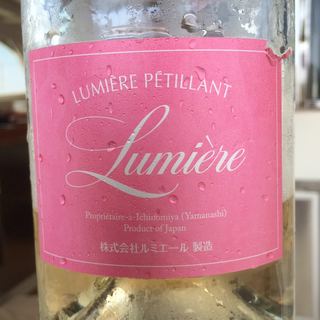 LUMIÈRE PÉTILLANT
Lumière
Propriétaire-à-Ichinomiya (Yamanashi)
Product of Japan
株式会社ルミエール 製造